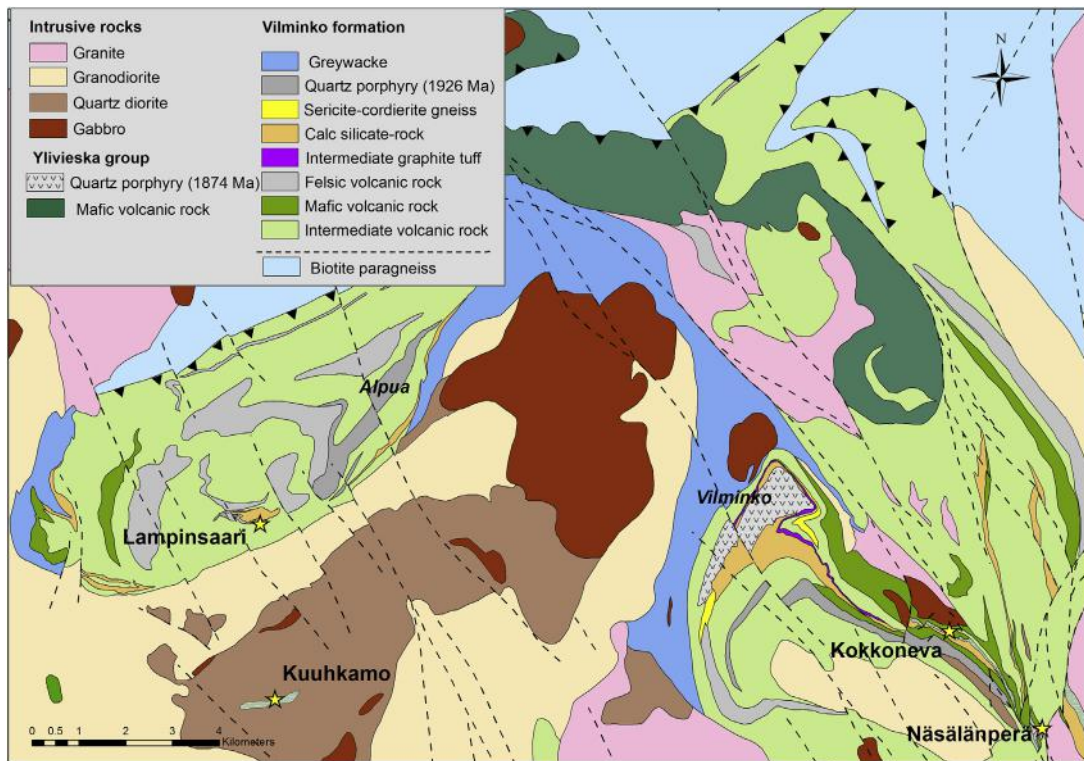 Intrusive rocks
Granite
Granodiorite
Quartz diorite
Gabbro
Ylivieska group
Quartz porphyry (1874 Ma)
Mafic volcanic rock
Vilminko formation
Greywacke
Quartz porphyry (1926 Ma)
Sericite-cordierite gneiss
Calc silicate-rock
Intermediate graphite tuff
Felsic volcanic rock
Mafic volcanic rock
Intermediate volcanic rock
Biotite paragneiss
N
Alpua
Vilminko
Lampinsaari
Kokkoneva
Kuuhkamo
Näsälänperä
0 0.5 1 2 3 4
Kilometers